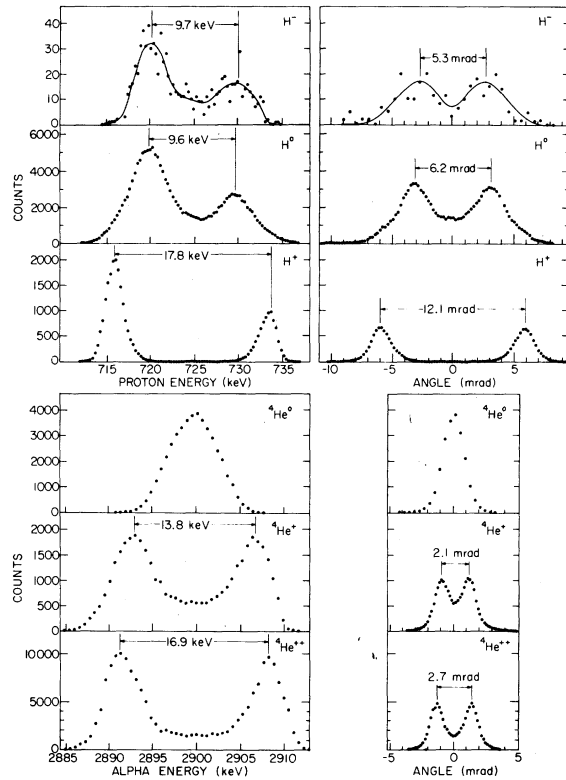 H⁻
40
30
20
10
0
9.7 keV
H⁻
5.3 mrad
H⁰
6000
4000
2000
0
9.6 keV
H⁰
6.2 mrad
COUNTS
H⁺
2000
1500
1000
500
0
17.8 keV
H⁺
12.1 mrad
715 720 725 730 735
PROTON ENERGY (keV)
-10 -5 0 5
ANGLE (mrad)
⁴He⁰
4000
3000
2000
1000
0
⁴He⁰
⁴He⁺
2000
1500
1000
500
0
13.8 keV
⁴He⁺
2.1 mrad
COUNTS
⁴He⁺⁺
10000
5000
0
16.9 keV
⁴He⁺⁺
2.7 mrad
2885 2890 2895 2900 2905 2910
ALPHA ENERGY (keV)
-5 0 5
ANGLE (mrad)